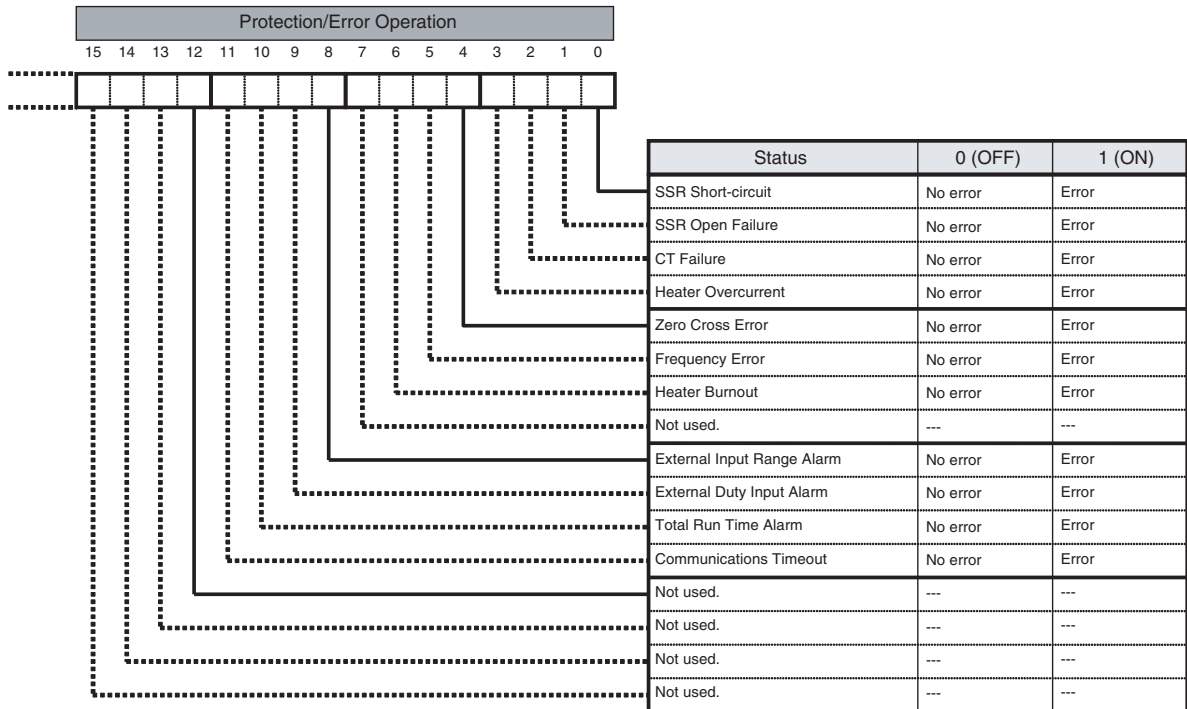 Protection/Error Operation
15 14 13 12 11 10 9 8 7 6 5 4 3 2 1 0
Status 0 (OFF) 1 (ON)
SSR Short-circuit No error Error
SSR Open Failure No error Error
CT Failure No error Error
Heater Overcurrent No error Error
Zero Cross Error No error Error
Frequency Error No error Error
Heater Burnout No error Error
Not used. --- ---
External Input Range Alarm No error Error
External Duty Input Alarm No error Error
Total Run Time Alarm No error Error
Communications Timeout No error Error
Not used. --- ---
Not used. --- ---
Not used. --- ---
Not used. --- ---